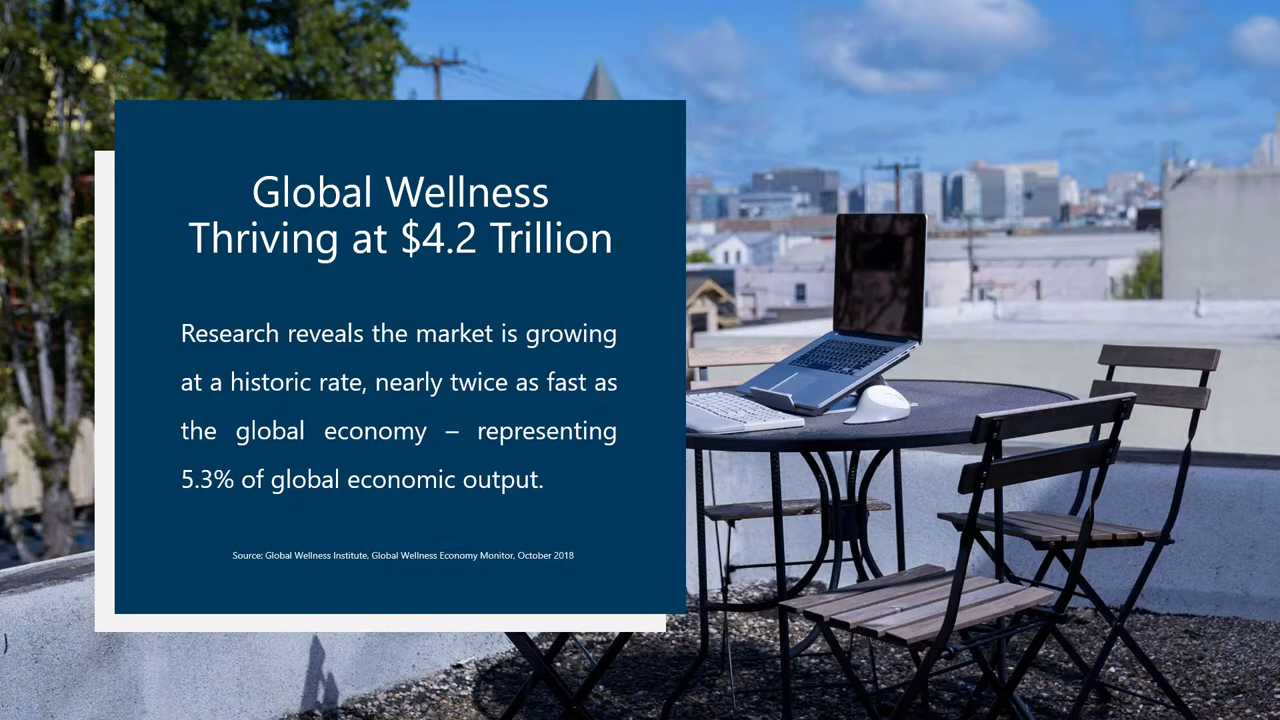 Global Wellness
Thriving at $4.2 Trillion
Research reveals the market is growing
at a historic rate, nearly twice as fast as
the global economy – representing
5.3% of global economic output.
Source: Global Wellness Institute, Global Wellness Economy Monitor, October 2018